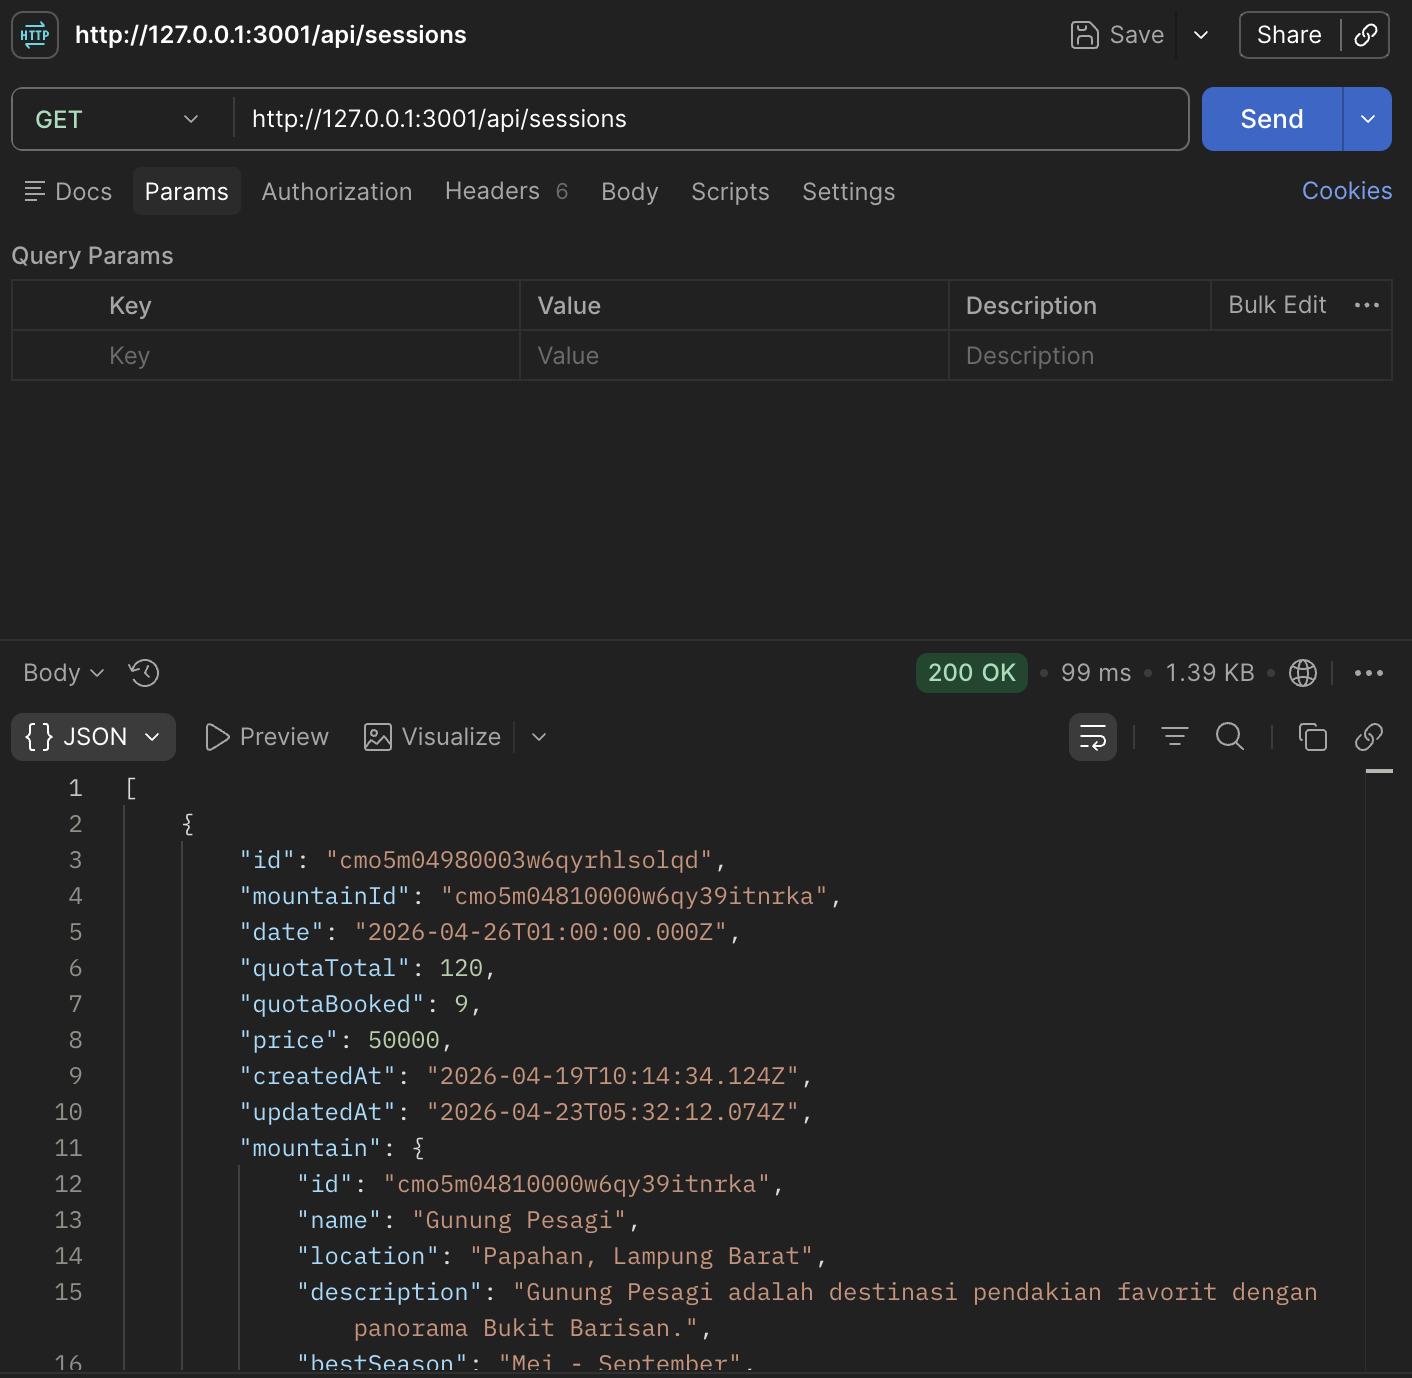 HTTP http://127.0.0.1:3001/api/sessions Save Share
GET http://127.0.0.1:3001/api/sessions Send
Docs Params Authorization Headers 6 Body Scripts Settings Cookies
Query Params
Key Value Description Bulk Edit
Key Value Description
Body 200 OK • 99 ms • 1.39 KB
{} JSON Preview Visualize
1 [
2 {
3 "id": "cmo5m04980003w6qyrhlsolqd",
4 "mountainId": "cmo5m04810000w6qy39itnrka",
5 "date": "2026-04-26T01:00:00.000Z",
6 "quotaTotal": 120,
7 "quotaBooked": 9,
8 "price": 50000,
9 "createdAt": "2026-04-19T10:14:34.124Z",
10 "updatedAt": "2026-04-23T05:32:12.074Z",
11 "mountain": {
12 "id": "cmo5m04810000w6qy39itnrka",
13 "name": "Gunung Pesagi",
14 "location": "Papahan, Lampung Barat",
15 "description": "Gunung Pesagi adalah destinasi pendakian favorit dengan
panorama Bukit Barisan.",
16 "bestSeason": "Mei - September",